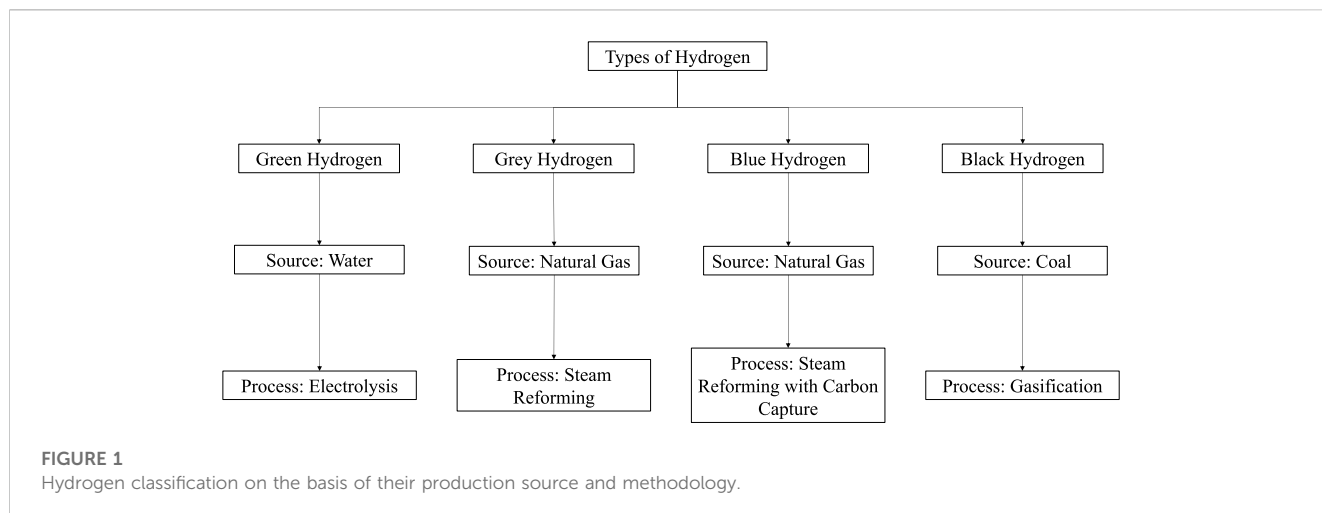 Types of Hydrogen
Green Hydrogen
Grey Hydrogen
Blue Hydrogen
Black Hydrogen
Source: Water
Source: Natural Gas
Source: Natural Gas
Source: Coal
Process: Electrolysis
Process: Steam
Reforming
Process: Steam
Reforming with Carbon
Capture
Process: Gasification
FIGURE 1
Hydrogen classification on the basis of their production source and methodology.